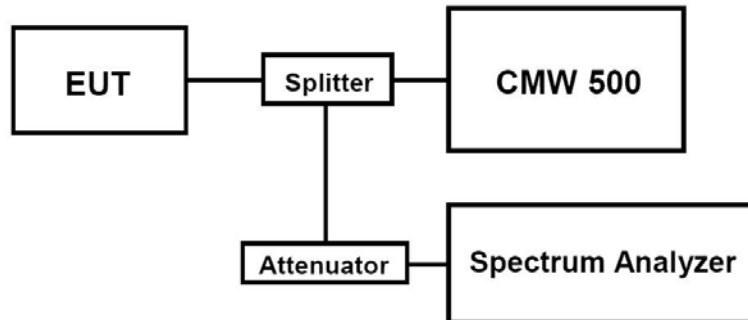 EUT
Splitter
CMW 500
Attenuator
Spectrum Analyzer